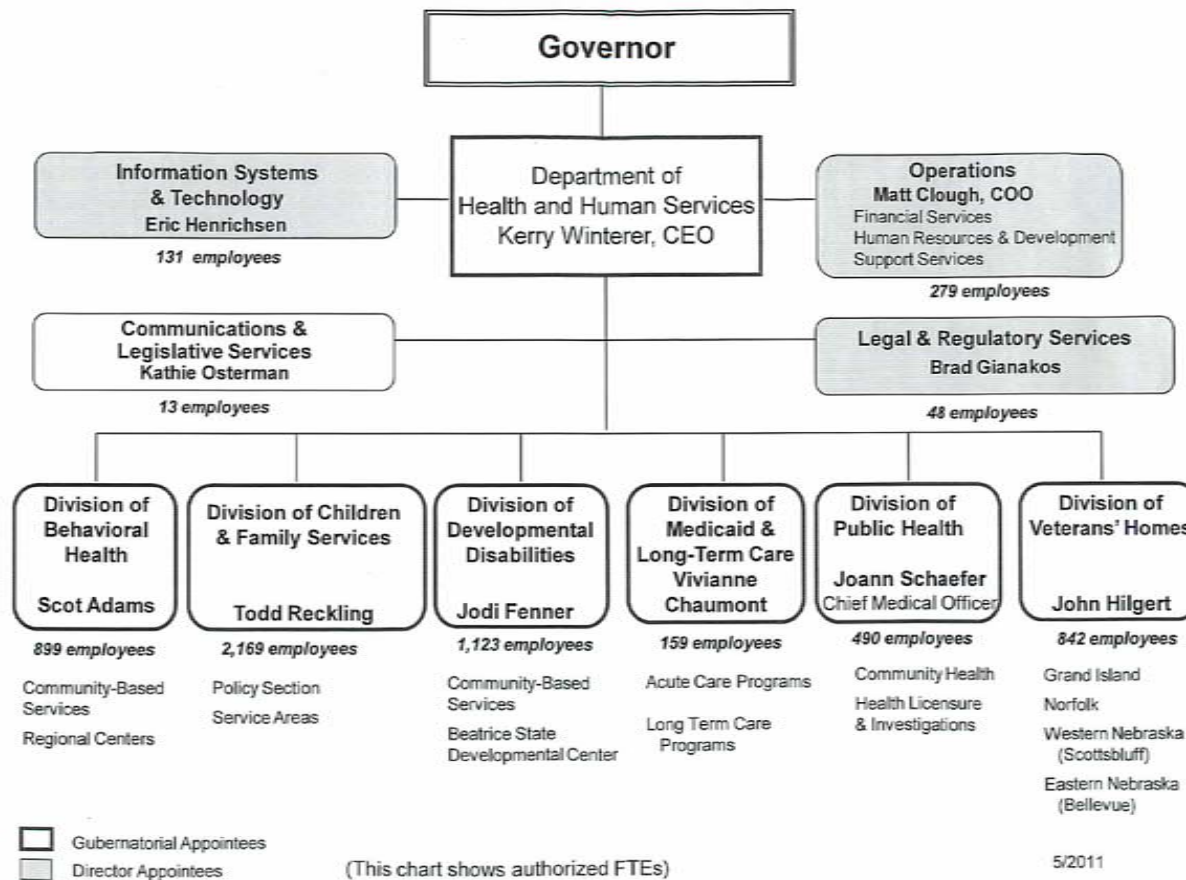 Governor
Department of
Health and Human Services
Kerry Winterer, CEO
Information Systems
& Technology
Eric Henrichsen
131 employees
Operations
Matt Clough, COO
Financial Services
Human Resources & Development
Support Services
279 employees
Communications &
Legislative Services
Kathie Osterman
13 employees
Legal & Regulatory Services
Brad Gianakos
48 employees
Division of
Behavioral
Health
Scot Adams
899 employees
Community-Based
Services
Regional Centers
Division of Children
& Family Services
Todd Reckling
2,169 employees
Policy Section
Service Areas
Division of
Developmental
Disabilities
Jodi Fenner
1,123 employees
Community-Based
Services
Beatrice State
Developmental Center
Division of
Medicaid &
Long-Term Care
Vivianne
Chaumont
159 employees
Acute Care Programs
Long Term Care
Programs
Division of
Public Health
Joann Schaefer
Chief Medical Officer
490 employees
Community Health
Health Licensure
& Investigations
Division of
Veterans' Homes
John Hilgert
842 employees
Grand Island
Norfolk
Western Nebraska
(Scottsbluff)
Eastern Nebraska
(Bellevue)
Gubernatorial Appointees
Director Appointees
(This chart shows authorized FTEs)
5/2011